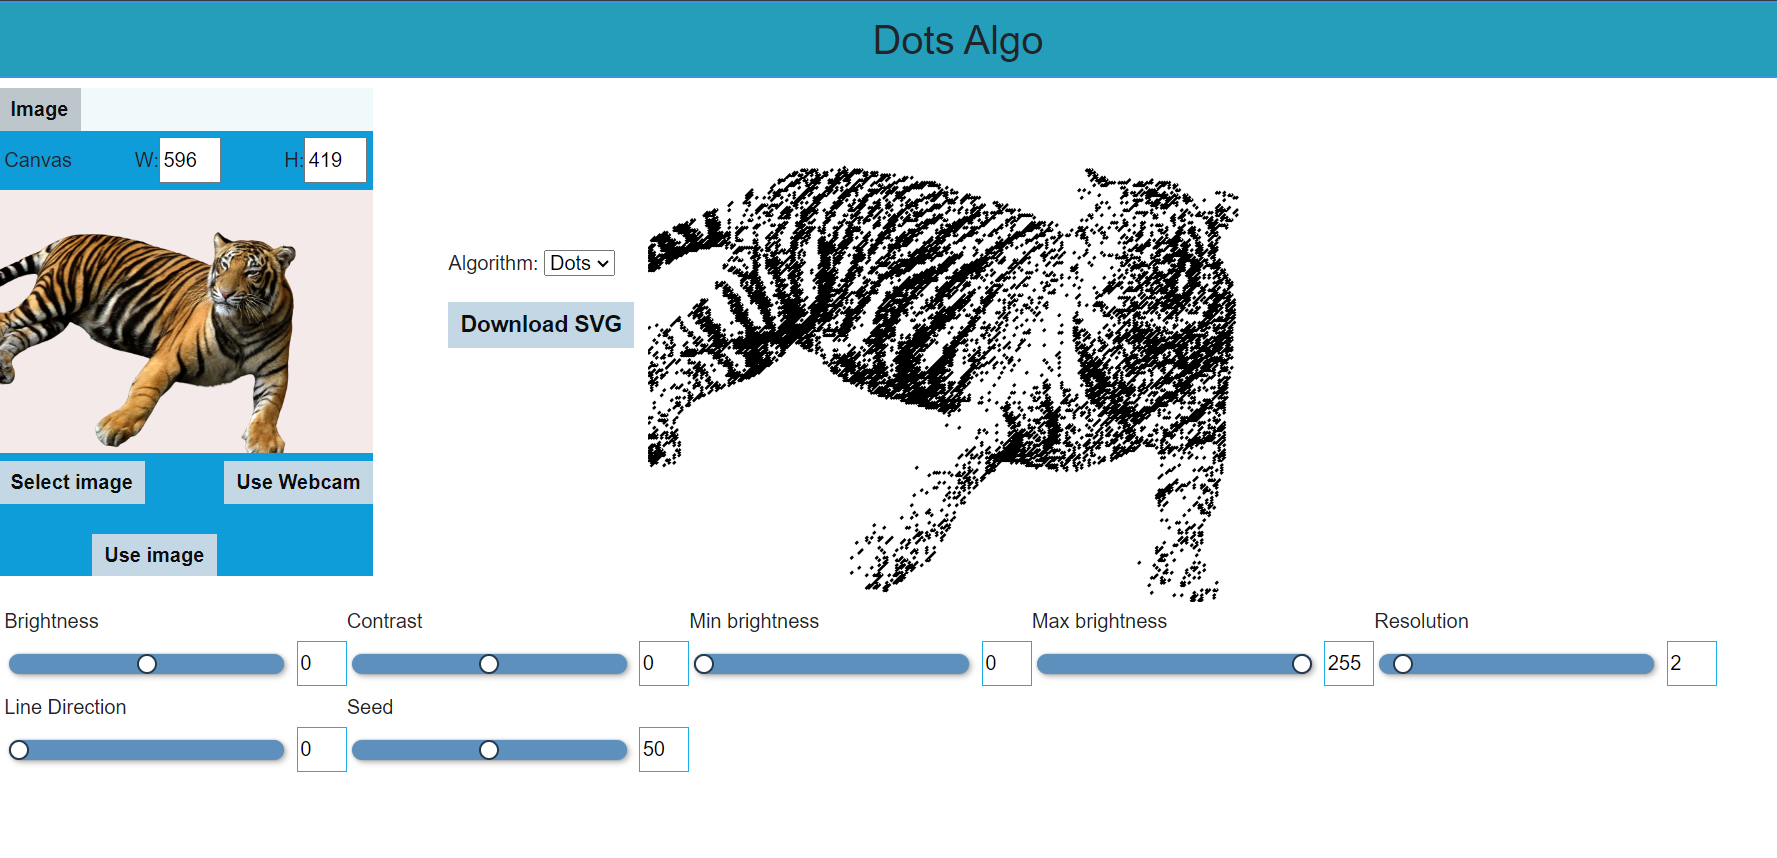 Dots Algo
Image
Canvas W: 596 H: 419
Select image Use Webcam
Use image
Algorithm: Dots
Download SVG
Brightness Contrast Min brightness Max brightness Resolution
0 0 0 255 2
Line Direction Seed
0 50